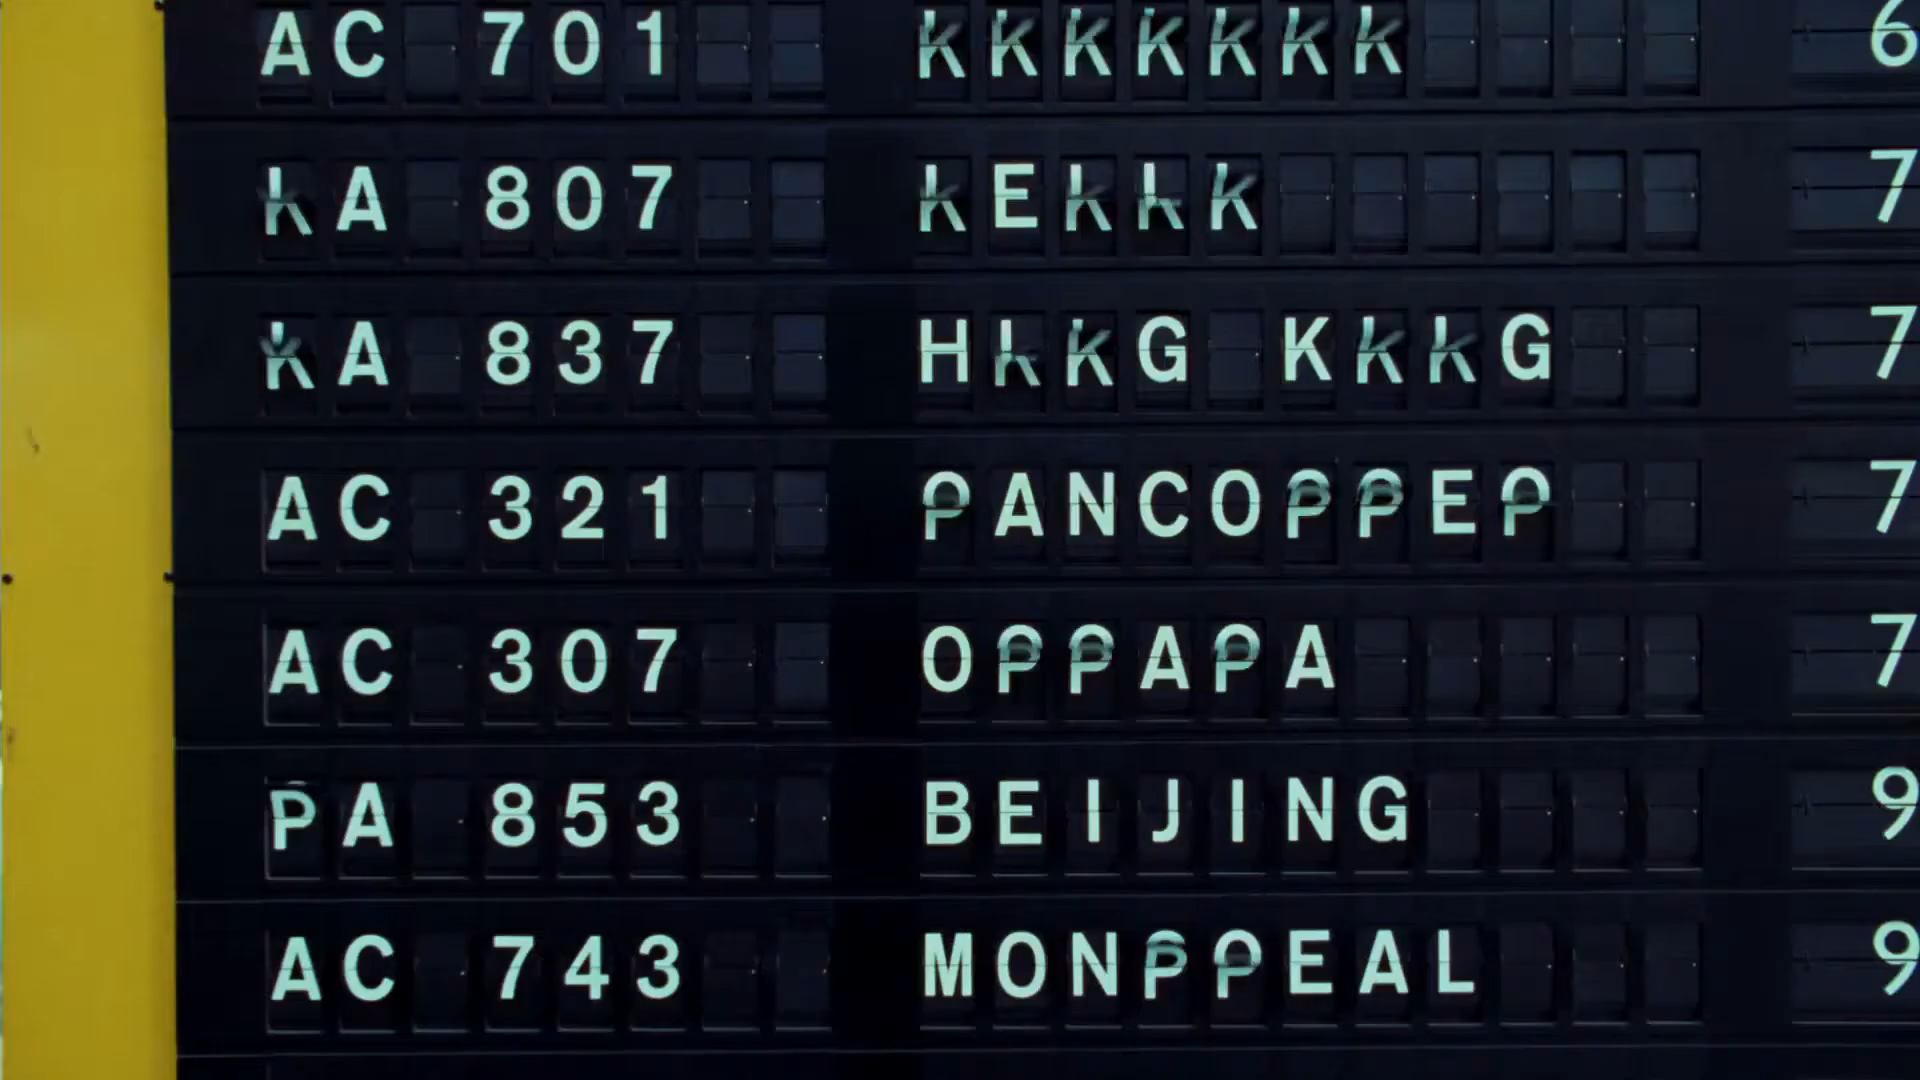 AC 701 KKKKKKK 6
KA 807 KEKKK 7
KA 837 HKKG KKKG 7
AC 321 PANCOPPEP 7
AC 307 OPPAPA 7
PA 853 BEIJING 9
AC 743 MONPPEAL 9